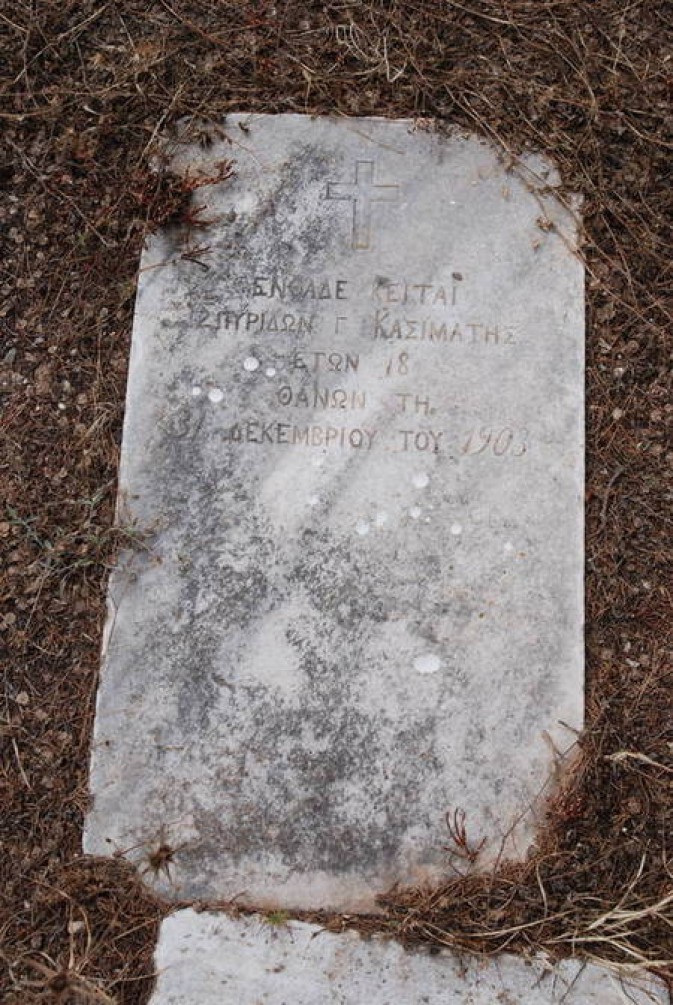 ΕΝΘΑΔΕ ΚΕΙΤΑΙ
ΣΠΥΡΙΔΩΝ Γ. ΚΑΣΙΜΑΤΗΣ
ΕΤΩΝ 18
ΘΑΝΩΝ ΤΗ
31 ΔΕΚΕΜΒΡΙΟΥ ΤΟΥ 1903